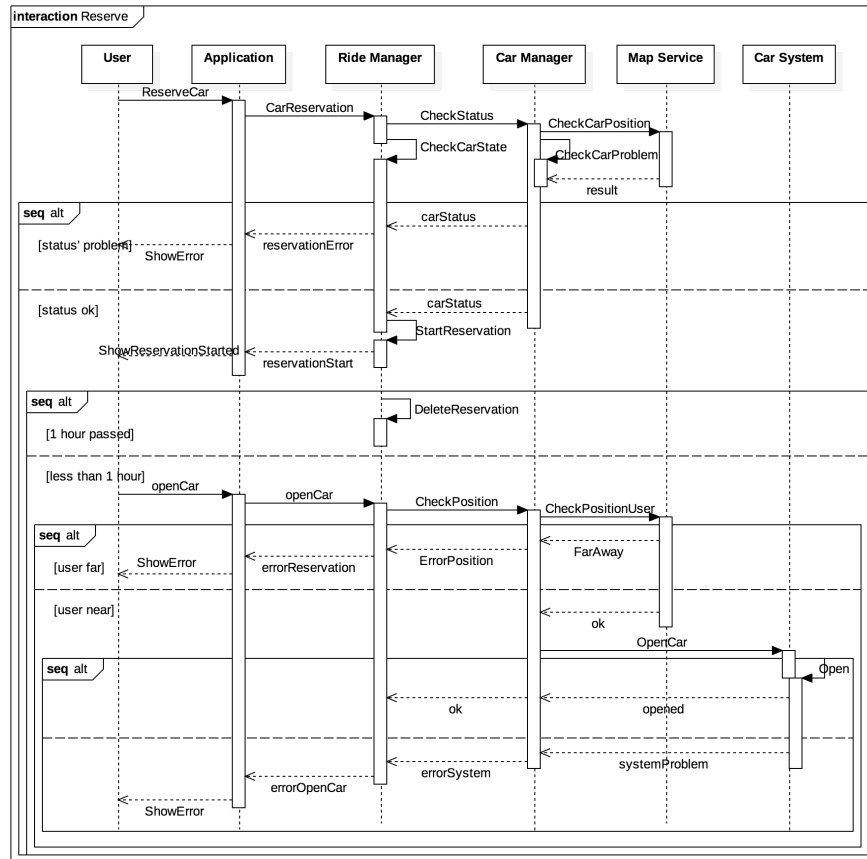 interaction Reserve
User
Application
Ride Manager
Car Manager
Map Service
Car System
ReserveCar
CarReservation
CheckStatus
CheckCarPosition
CheckCarState
CheckCarProblem
result
seq alt
carStatus
[status' problem]
reservationError
ShowError
[status ok]
carStatus
StartReservation
ShowReservationStarted
reservationStart
seq alt
DeleteReservation
[1 hour passed]
[less than 1 hour]
openCar
openCar
CheckPosition
CheckPositionUser
seq alt
FarAway
ErrorPosition
errorReservation
ShowError
[user far]
[user near]
ok
OpenCar
seq alt
Open
ok
opened
systemProblem
errorSystem
errorOpenCar
ShowError